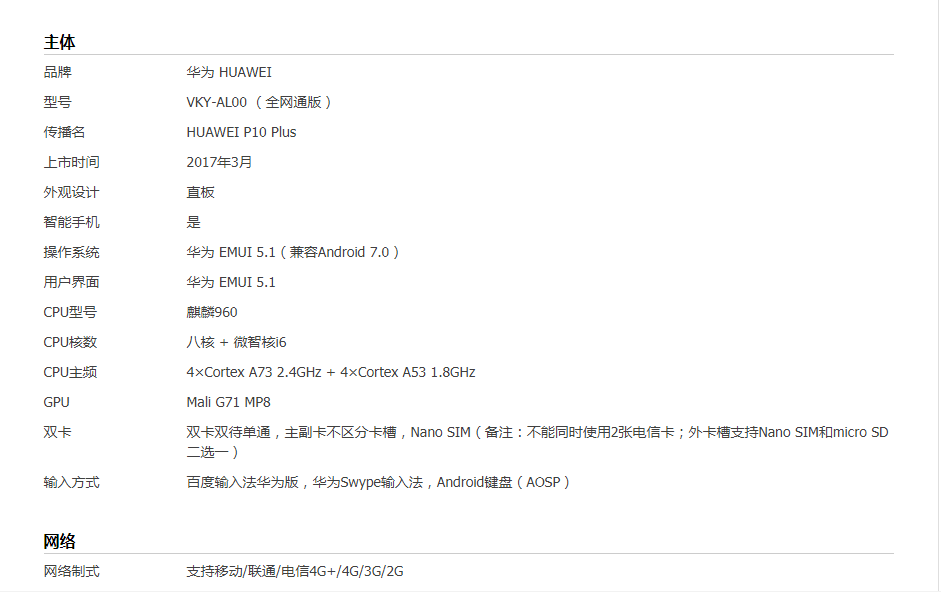 主体
品牌 华为 HUAWEI
型号 VKY-AL00 （全网通版）
传播名 HUAWEI P10 Plus
上市时间 2017年3月
外观设计 直板
智能手机 是
操作系统 华为 EMUI 5.1（兼容Android 7.0）
用户界面 华为 EMUI 5.1
CPU型号 麒麟960
CPU核数 八核 + 微智核i6
CPU主频 4×Cortex A73 2.4GHz + 4×Cortex A53 1.8GHz
GPU Mali G71 MP8
双卡 双卡双待单通，主副卡不区分卡槽，Nano SIM（备注：不能同时使用2张电信卡；外卡槽支持Nano SIM和micro SD
二选一）
输入方式 百度输入法华为版，华为Swype输入法，Android键盘（AOSP）
网络
网络制式 支持移动/联通/电信4G+/4G/3G/2G